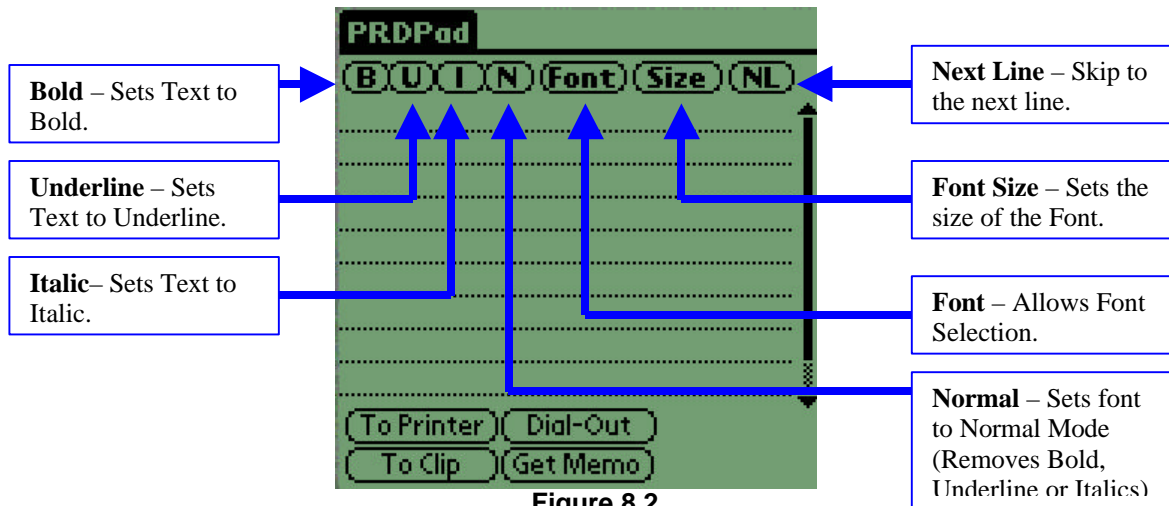 PRDPad
B U I N Font Size NL
Bold – Sets Text to
Bold.
Underline – Sets
Text to Underline.
Italic– Sets Text to
Italic.
Next Line – Skip to
the next line.
Font Size – Sets the
size of the Font.
Font – Allows Font
Selection.
Normal – Sets font
to Normal Mode
(Removes Bold,
Underline or Italics)
To Printer Dial-Out
To Clip Get Memo
Figure 8.2